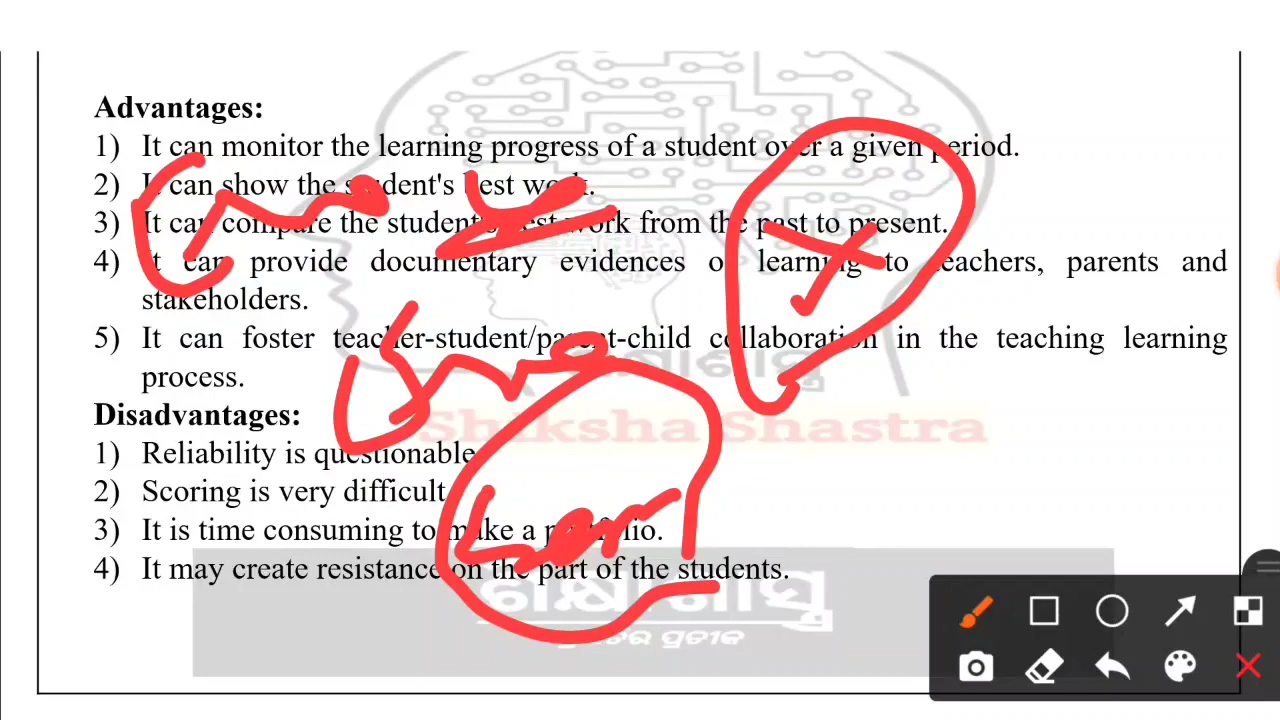 Advantages:
1) It can monitor the learning progress of a student over a given period.
2) It can show the student's best work.
3) It can compare the student's best work from the past to present.
4) It can provide documentary evidences of learning to teachers, parents and
stakeholders.
5) It can foster teacher-student/parent-child collaboration in the teaching learning
process.
Disadvantages:
Shiksha Shastra
1) Reliability is questionable
2) Scoring is very difficult
3) It is time consuming to make a portfolio.
4) It may create resistance on the part of the students.